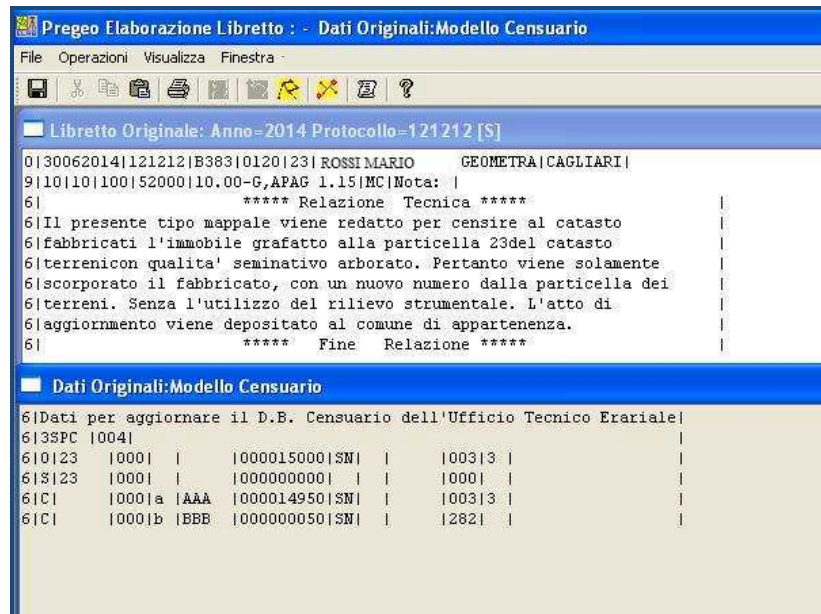 Pregeo Elaborazione Libretto : - Dati Originali:Modello Censuario
File Operazioni Visualizza Finestra -
Libretto Originale: Anno=2014 Protocollo=121212 [S]
0|30062014|121212|B383|0120|23| ROSSI MARIO GEOMETRA|CAGLIARI|
9|10|10|100|52000|10.00-G,APAG 1.15|MC|Nota: |
6| ***** Relazione Tecnica ***** |
6|Il presente tipo mappale viene redatto per censire al catasto |
6|fabbricati l'immobile grafatto alla particella 23del catasto |
6|terrenicon qualita' seminativo arborato. Pertanto viene solamente |
6|scorporato il fabbricato, con un nuovo numero dalla particella dei |
6|terreni. Senza l'utilizzo del rilievo strumentale. L'atto di |
6|aggiornmento viene depositato al comune di appartenenza. |
6| ***** Fine Relazione ***** |
Dati Originali:Modello Censuario
6|Dati per aggiornare il D.B. Censuario dell'Ufficio Tecnico Erariale|
6|3SPC |004| |
6|0|23 |000| | |000015000|SN| | |003|3 | |
6|S|23 |000| | |000000000| | | |000| | |
6|C| |000|a |AAA |000014950|SN| | |003|3 | |
6|C| |000|b |BBB |000000050|SN| | |282| | |